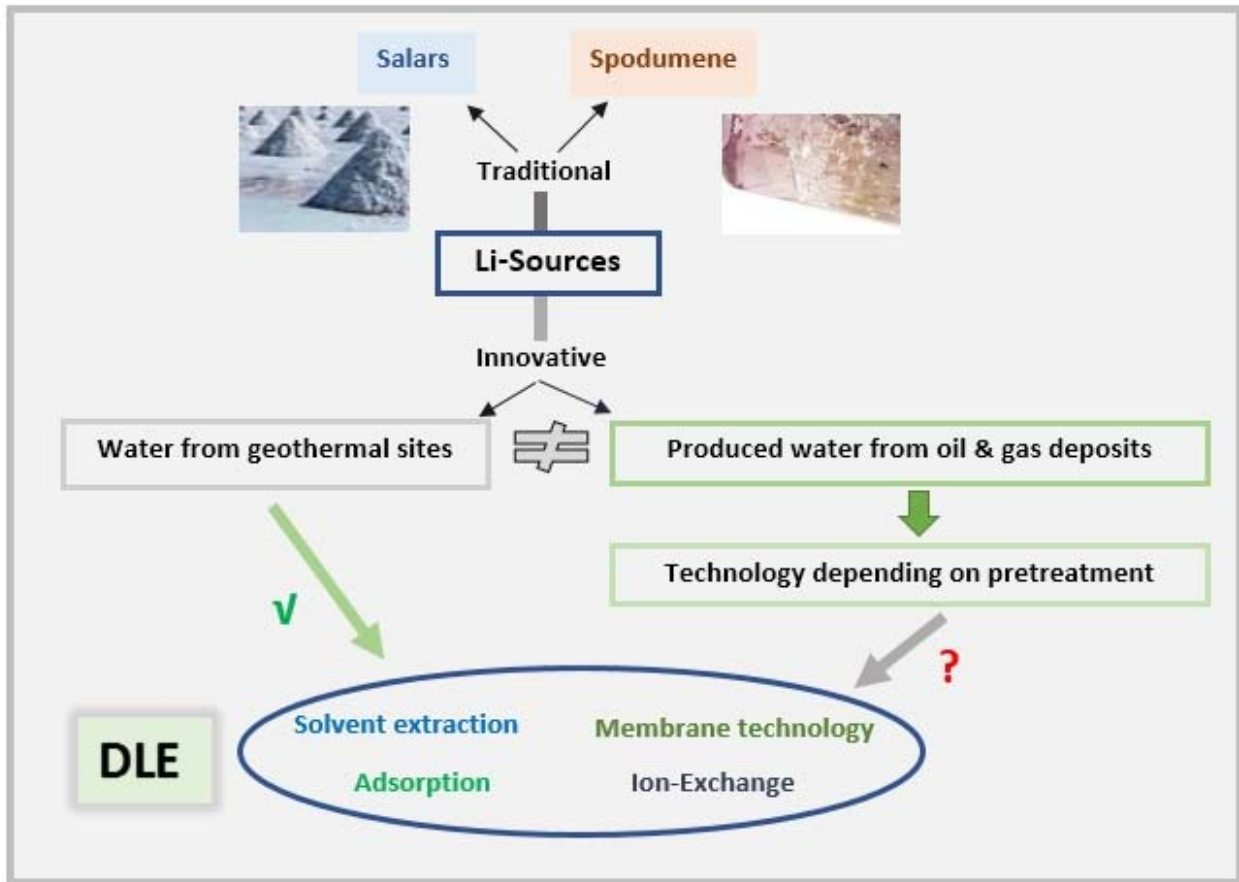 Salars
Spodumene
Traditional
Li-Sources
Innovative
Water from geothermal sites
≠
Produced water from oil & gas deposits
Technology depending on pretreatment
√
?
DLE
Solvent extraction
Membrane technology
Adsorption
Ion-Exchange